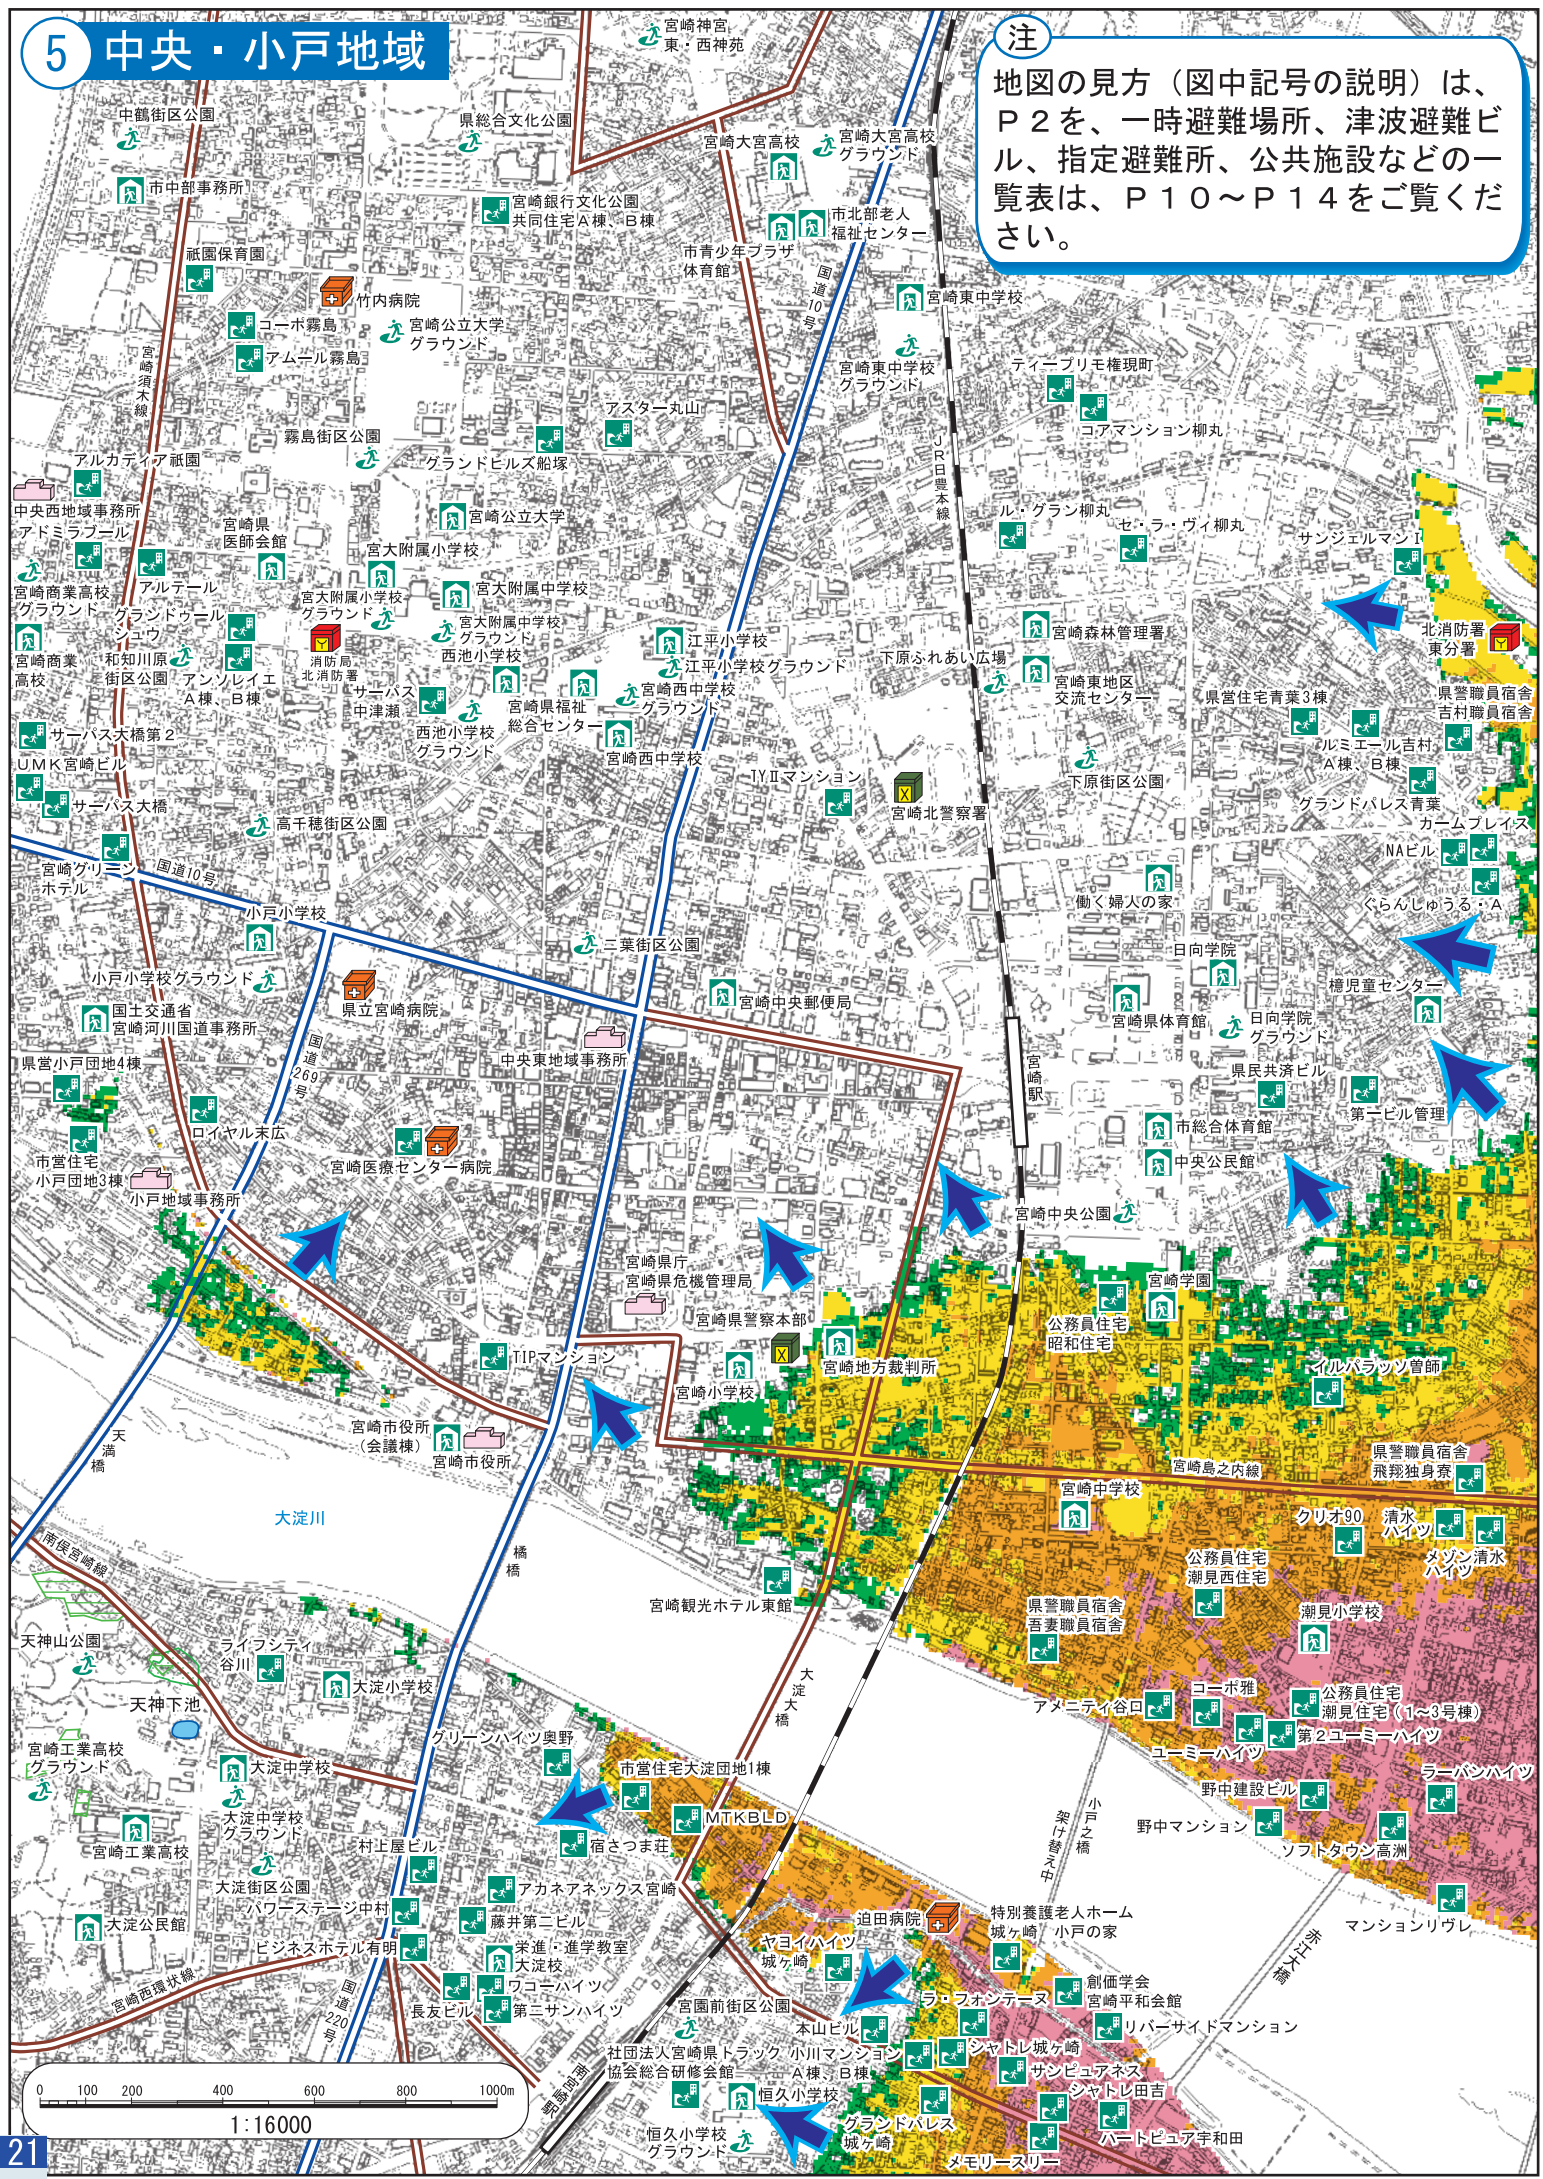 5 中央・小戸地域
注
地図の見方（図中記号の説明）は、
Ｐ２を、一時避難場所、津波避難ビ
ル、指定避難所、公共施設などの一
覧表は、Ｐ１０～Ｐ１４をご覧くだ
さい。
宮崎神宮
東・西神苑
中鶴街区公園
県総合文化公園
宮崎大宮高校
宮崎大宮高校
グラウンド
市中部事務所
宮崎銀行文化公園
共同住宅Ａ棟、Ｂ棟
市北部老人
福祉センター
市青少年プラザ
体育館
祇園保育園
国道10号
竹内病院
宮崎東中学校
コーポ霧島
宮崎公立大学
グラウンド
アムール霧島
宮崎須木線
宮崎東中学校
グラウンド
ディープリモ権現町
コアマンション柳丸
アスター丸山
霧島街区公園
グランドヒルズ船塚
JR日豊本線
アルカディア祇園
中央西地域事務所
アドミラブール
宮崎県
医師会館
宮崎公立大学
ル・グラン柳丸
セ・ラ・ヴィ柳丸
サンジェルマンⅠ
宮大附属小学校
アルテール
宮崎商業高校
グラウンド
宮大附属中学校
宮大附属小学校
グラウンド
グランドゥール
シュウ
宮大附属中学校
グラウンド
西池小学校
江平小学校
宮崎森林管理署
北消防署
東分署
宮崎商業
高校
和知川原
街区公園
消防局
北消防署
江平小学校グラウンド
下原ふれあい広場
アンソレイエ
Ａ棟、Ｂ棟
サーパス
中津瀬
宮崎県福祉
総合センター
宮崎西中学校
グラウンド
宮崎東地区
交流センター
県営住宅青葉3棟
県警職員宿舎
吉村職員宿舎
サーパス大橋第２
西池小学校
グラウンド
宮崎西中学校
ルミエール吉村
Ａ棟、Ｂ棟
UMK宮崎ビル
TYⅡマンション
下原街区公園
サーパス大橋
宮崎北警察署
グランドパレス青葉
高千穂街区公園
カームプレイス
NAビル
宮崎グリーン
ホテル
国道10号
働く婦人の家
ぐらんしゅうる・Ａ
小戸小学校
二葉街区公園
日向学院
小戸小学校グラウンド
県立宮崎病院
宮崎中央郵便局
檍児童センター
国土交通省
宮崎河川国道事務所
宮崎県体育館
日向学院
グラウンド
国道269号
中央東地域事務所
宮崎駅
県営小戸団地4棟
県民共済ビル
第一ビル管理
ロイヤル末広
市総合体育館
宮崎医療センター病院
中央公民館
市営住宅
小戸団地3棟
小戸地域事務所
宮崎中央公園
宮崎県庁
宮崎県危機管理局
宮崎学園
宮崎県警察本部
公務員住宅
昭和住宅
TIPマンション
宮崎地方裁判所
イルパラッソ曽師
宮崎小学校
天満橋
宮崎市役所
（会議棟）
宮崎市役所
宮崎島之内線
県警職員宿舎
飛翔独身寮
宮崎中学校
大淀川
クリオ90
清水
ハイツ
メゾン清水
ハイツ
南俣宮崎線
橘橋
公務員住宅
潮見西住宅
宮崎観光ホテル東館
県警職員宿舎
吾妻職員宿舎
潮見小学校
天神山公園
ライフシティ
谷川
大淀小学校
大淀大橋
天神下池
アメニティ谷口
コーポ雅
公務員住宅
潮見住宅（1～3号棟）
グリーンハイツ奥野
ユーミーハイツ
第２ユーミーハイツ
宮崎工業高校
グラウンド
大淀中学校
市営住宅大淀団地1棟
野中建設ビル
ラーバンハイツ
大淀中学校
グラウンド
MTKBLD
小戸之橋
架け替え中
野中マンション
宮崎工業高校
村上屋ビル
宿さつま荘
ソフトタウン高洲
大淀街区公園
アカネアネックス宮崎
パワーステージ中村
大淀公民館
藤井第二ビル
迫田病院
特別養護老人ホーム
城ヶ崎　小戸の家
マンションリヴレ
ビジネスホテル有明
栄進・進学教室
大淀校
ヤヨイハイツ
城ヶ崎
赤江大橋
宮崎西環状線
国道220号
ワコーハイツ
長友ビル
第二サンハイツ
宮園前街区公園
ラ・フォンテーヌ
創価学会
宮崎平和会館
本山ビル
リバーサイドマンション
社団法人宮崎県トラック
協会総合研修会館
小川マンション
Ａ棟、Ｂ棟
シャトレ城ヶ崎
サンピュアネス
南宮崎駅
恒久小学校
シャトレ田吉
グランドパレス
城ヶ崎
恒久小学校
グラウンド
ハートピュア宇和田
メモリースリー
0 100 200 400 600 800 1000m
1:16000
21